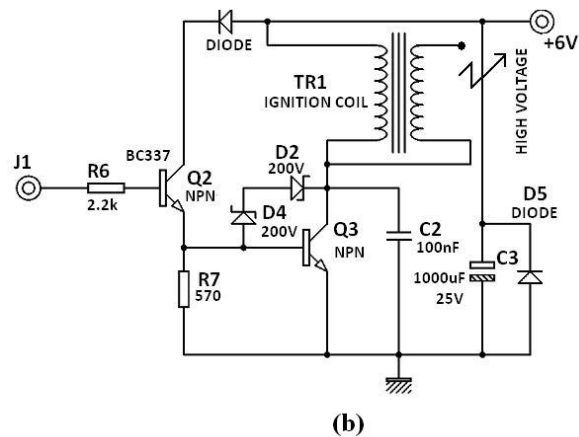 DIODE
+6V
TR1
IGNITION COIL
HIGH VOLTAGE
J1
R6
2.2k
BC337
Q2
NPN
D2
200V
D4
200V
Q3
NPN
C2
100nF
D5
DIODE
C3
1000uF
25V
R7
570
(b)